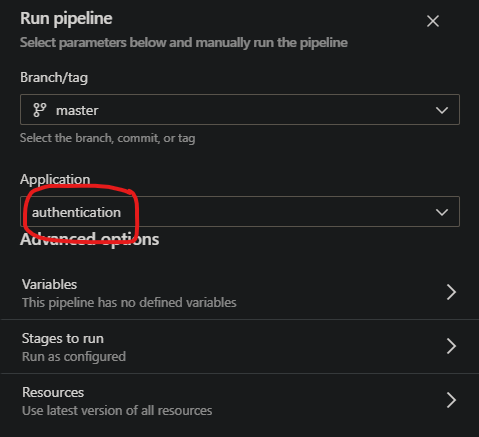 Run pipeline
Select parameters below and manually run the pipeline
Branch/tag
master
Select the branch, commit, or tag
Application
authentication
Advanced options
Variables
This pipeline has no defined variables
Stages to run
Run as configured
Resources
Use latest version of all resources